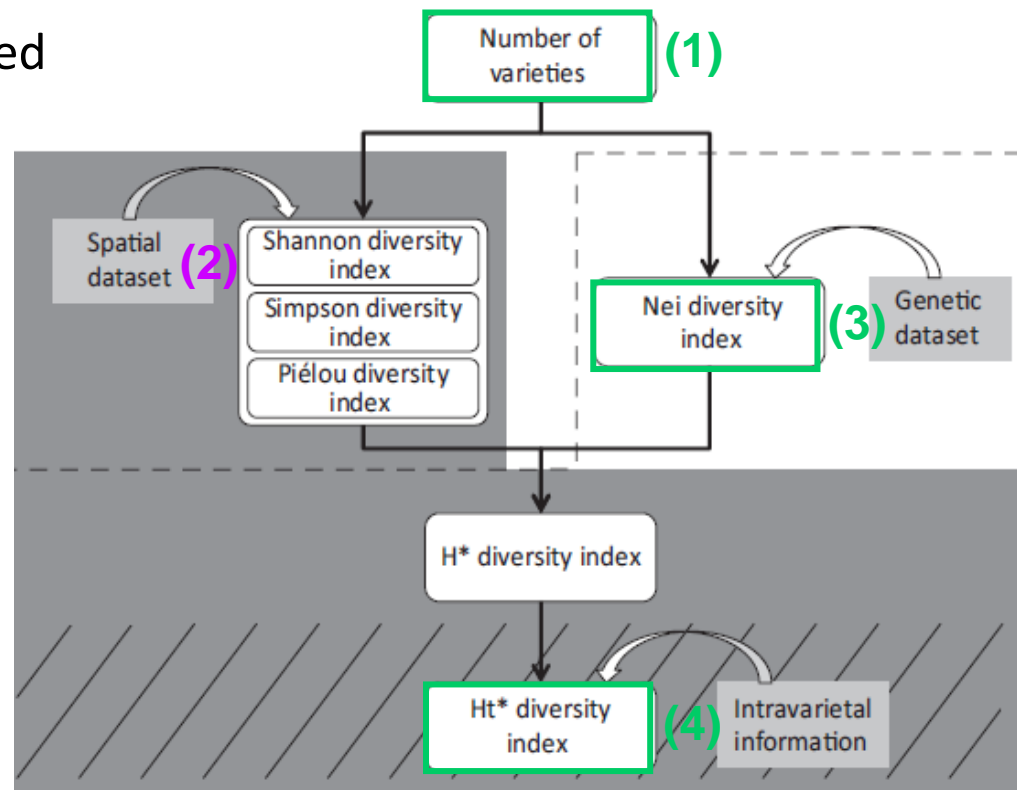 ed
Number of
varieties
(1)
Spatial
dataset
(2)
Shannon diversity
index
Simpson diversity
index
Piélou diversity
index
Nei diversity
index
(3)
Genetic
dataset
H* diversity index
Ht* diversity
index
(4)
Intravarietal
information